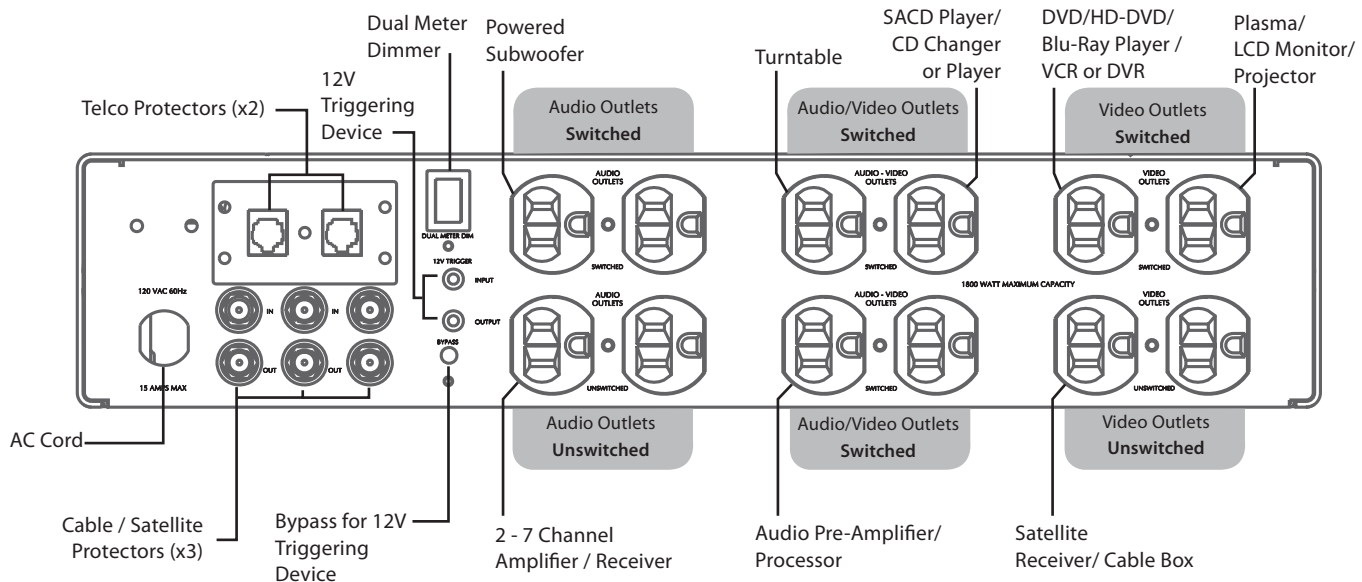 Dual Meter
Dimmer
Powered
Subwoofer
Turntable
SACD Player/
CD Changer
or Player
DVD/HD-DVD/
Blu-Ray Player /
VCR or DVR
Plasma/
LCD Monitor/
Projector
12V
Triggering
Device
Telco Protectors (x2)
Audio Outlets
Switched
Audio/Video Outlets
Switched
Video Outlets
Switched
AUDIO
OUTLETS
SWITCHED
AUDIO - VIDEO
OUTLETS
SWITCHED
VIDEO
OUTLETS
SWITCHED
DUAL METER DIM
12V TRIGGER
INPUT
OUTPUT
BYPASS
1800 WATT MAXIMUM CAPACITY
120 VAC 60Hz
15 AMPS MAX
IN
IN
OUT
OUT
AUDIO
OUTLETS
UNSWITCHED
AUDIO - VIDEO
OUTLETS
SWITCHED
VIDEO
OUTLETS
UNSWITCHED
Audio Outlets
Unswitched
Audio/Video Outlets
Switched
Video Outlets
Unswitched
AC Cord
Cable / Satellite
Protectors (x3)
Bypass for 12V
Triggering
Device
2 - 7 Channel
Amplifier / Receiver
Audio Pre-Amplifier/
Processor
Satellite
Receiver/ Cable Box